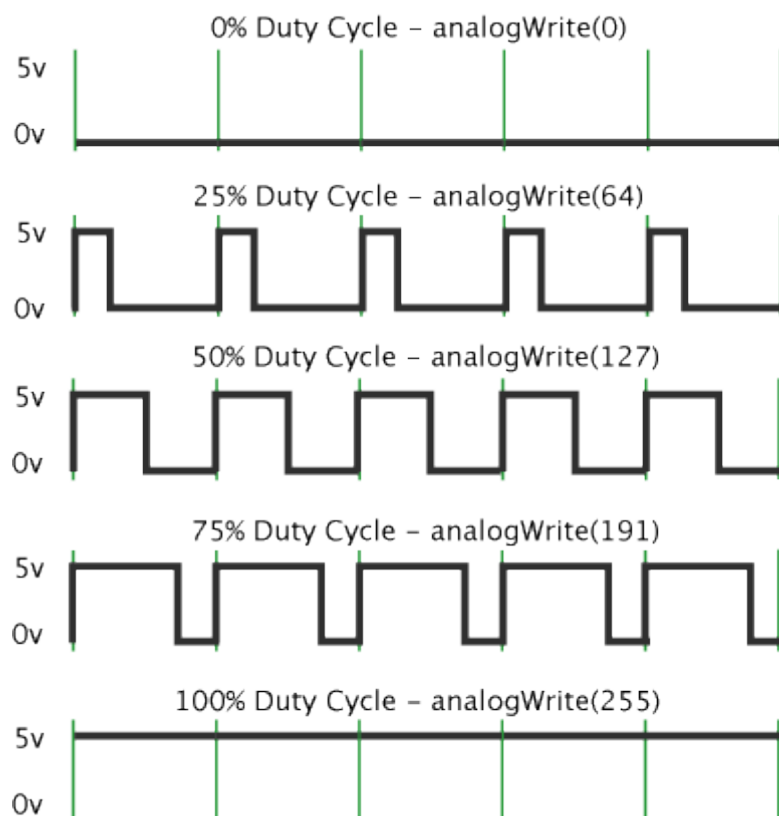 0% Duty Cycle – analogWrite(0)
5v
0v
25% Duty Cycle – analogWrite(64)
5v
0v
50% Duty Cycle – analogWrite(127)
5v
0v
75% Duty Cycle – analogWrite(191)
5v
0v
100% Duty Cycle – analogWrite(255)
5v
0v